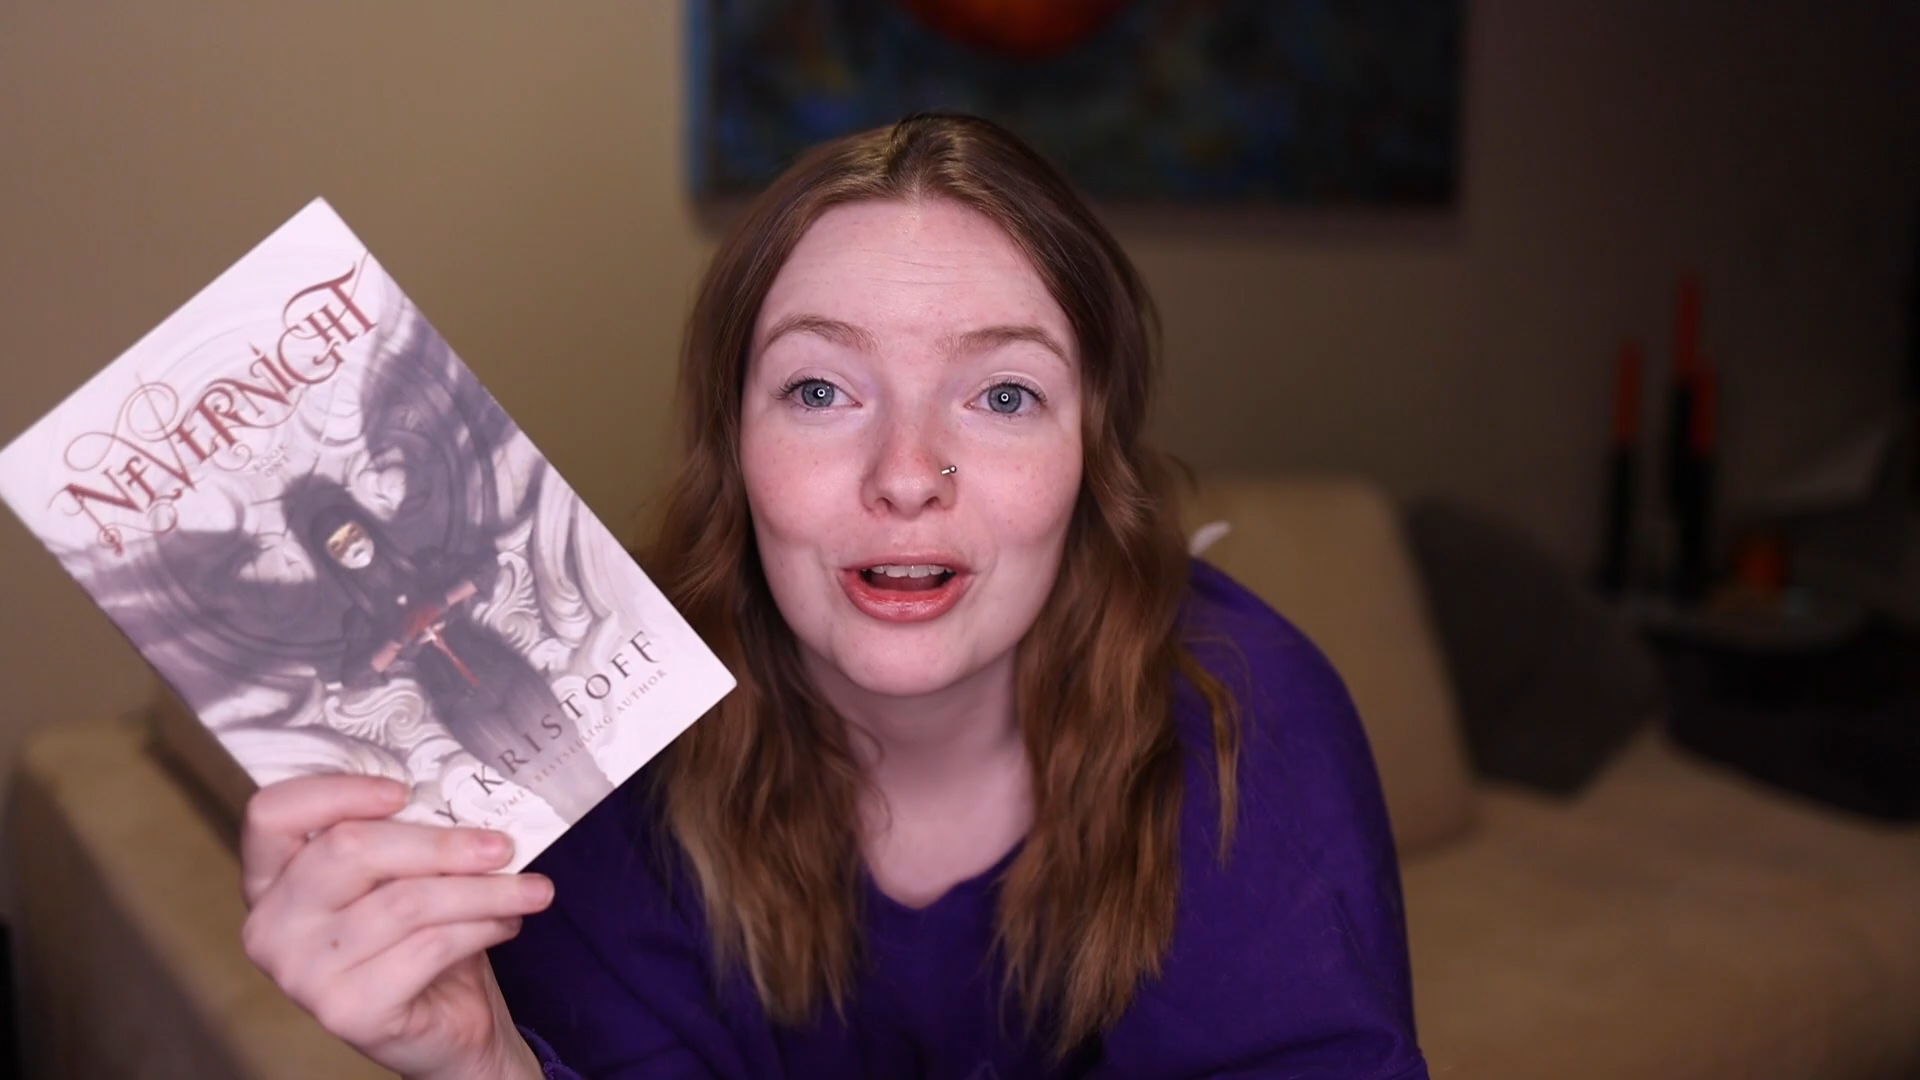 NEVERNIGHT
BOOK
ONE
Y KRISTOFF
K TIMES BESTSELLING AUTHOR